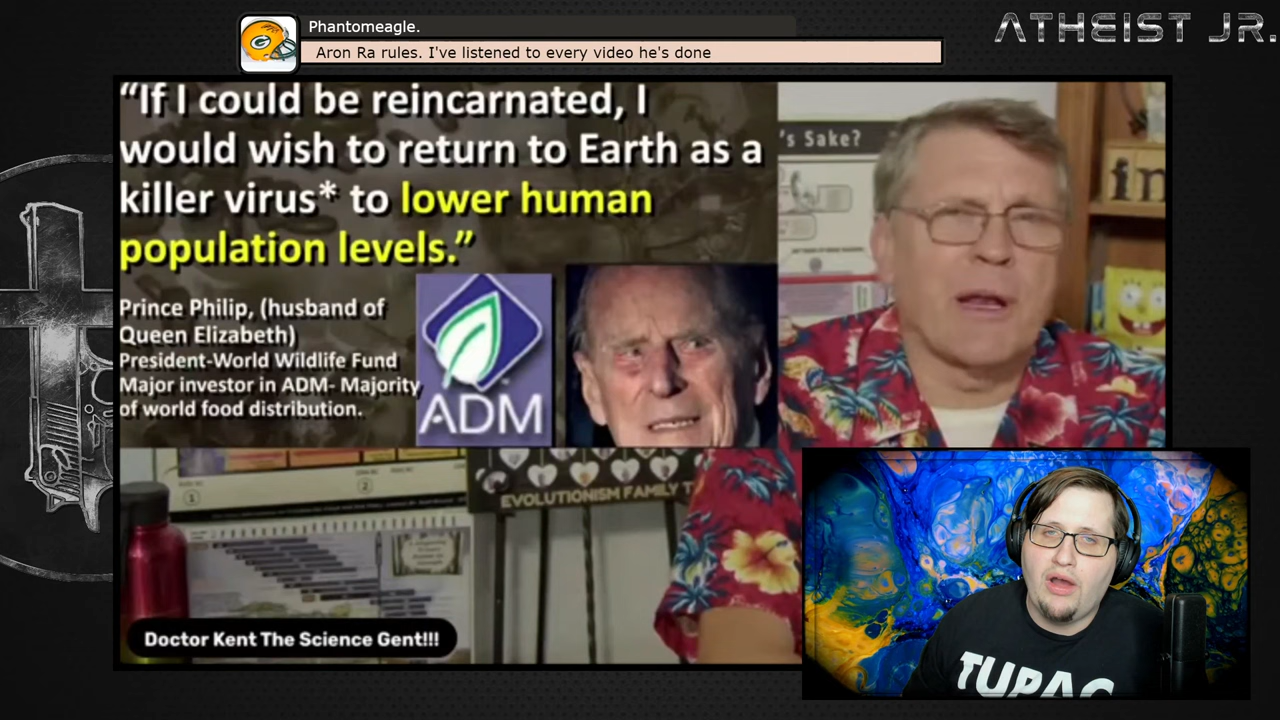 Phantomeagle.
ATHEIST JR.
Aron Ra rules. I've listened to every video he's done
“If I could be reincarnated, I
would wish to return to Earth as a
killer virus* to lower human
population levels.”
's Sake?
in
Prince Philip, (husband of
Queen Elizabeth)
President-World Wildlife Fund
Major investor in ADM- Majority
of world food distribution.
ADM
1
2
EVOLUTIONISM FAMILY T
Doctor Kent The Science Gent!!!
TUPAC